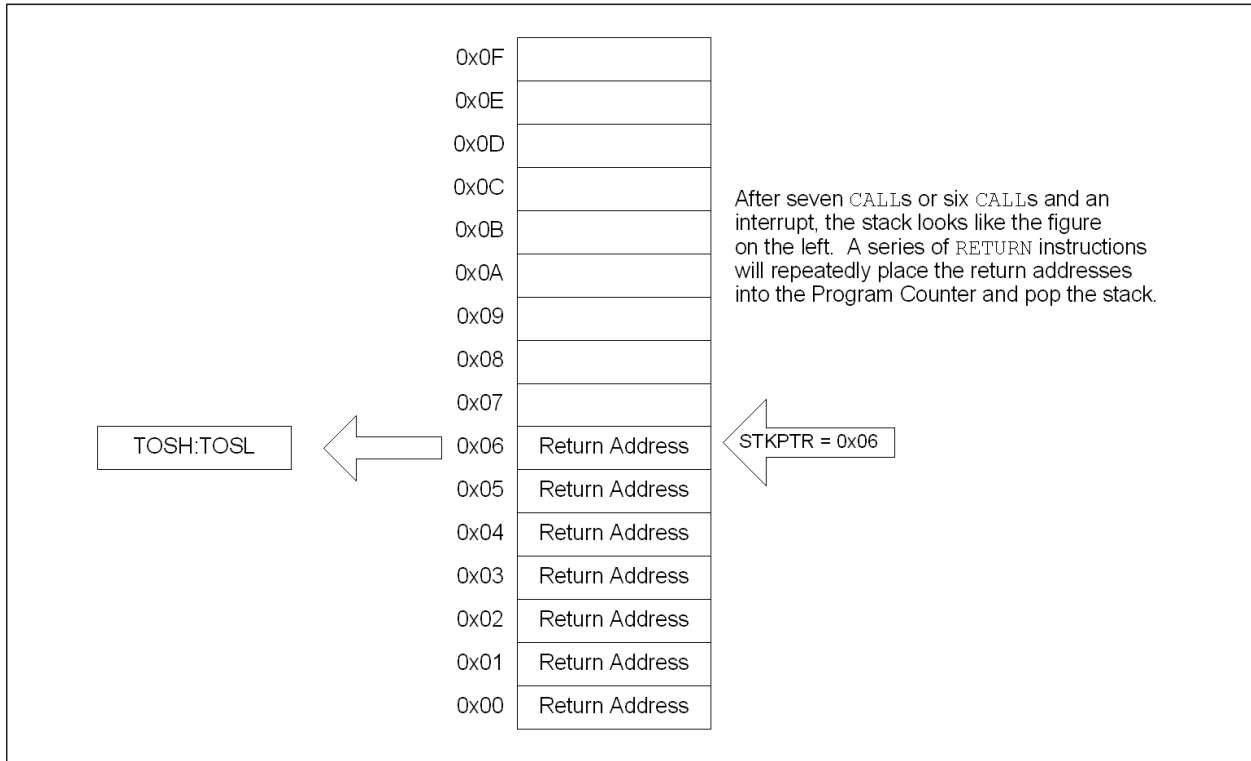 0x0F
0x0E
0x0D
0x0C
0x0B
0x0A
0x09
0x08
0x07
0x06 Return Address
0x05 Return Address
0x04 Return Address
0x03 Return Address
0x02 Return Address
0x01 Return Address
0x00 Return Address
TOSH:TOSL
STKPTR = 0x06
After seven CALLs or six CALLs and an
interrupt, the stack looks like the figure
on the left. A series of RETURN instructions
will repeatedly place the return addresses
into the Program Counter and pop the stack.